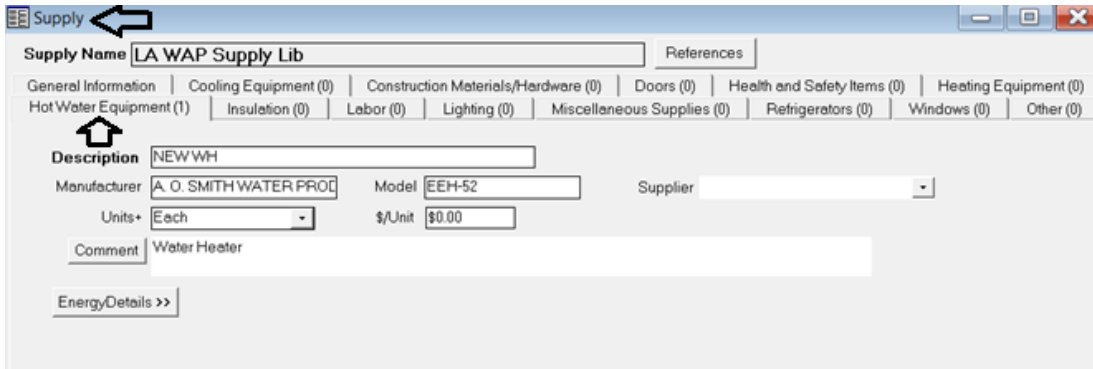 Supply
Supply Name LA WAP Supply Lib References
General Information Cooling Equipment (0) Construction Materials/Hardware (0) Doors (0) Health and Safety Items (0) Heating Equipment (0)
Hot Water Equipment (1) Insulation (0) Labor (0) Lighting (0) Miscellaneous Supplies (0) Refrigerators (0) Windows (0) Other (0)
Description NEW WH
Manufacturer A. O. SMITH WATER PROD Model EEH-52 Supplier
Units+ Each $/Unit $0.00
Comment Water Heater
EnergyDetails >>